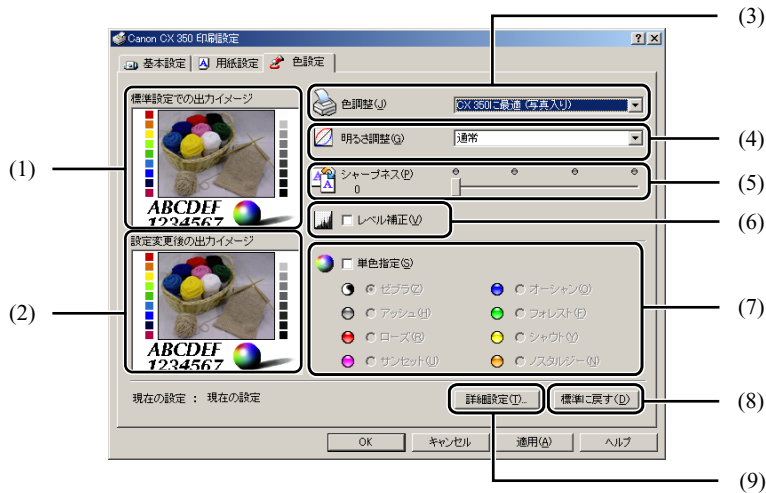 (3)
Canon CX 350 印刷設定
基本設定 用紙設定 色設定
標準設定での出力イメージ
ABCDEF
1234567
色調整(J) CX 350に最適 (写真入り)
明るさ調整(G) 通常
(4)
(1)
シャープネス(P)
0
(5)
レベル補正(V)
(6)
設定変更後の出力イメージ
ABCDEF
1234567
(2)
単色指定(S)
ゼブラ(Z) オーシャン(O)
アッシュ(H) フォレスト(F)
ローズ(R) シャウト(Y)
サンセット(U) ノスタルジー(N)
(7)
現在の設定 : 現在の設定
詳細設定(T)... 標準に戻す(D)
(8)
OK キャンセル 適用(A) ヘルプ
(9)